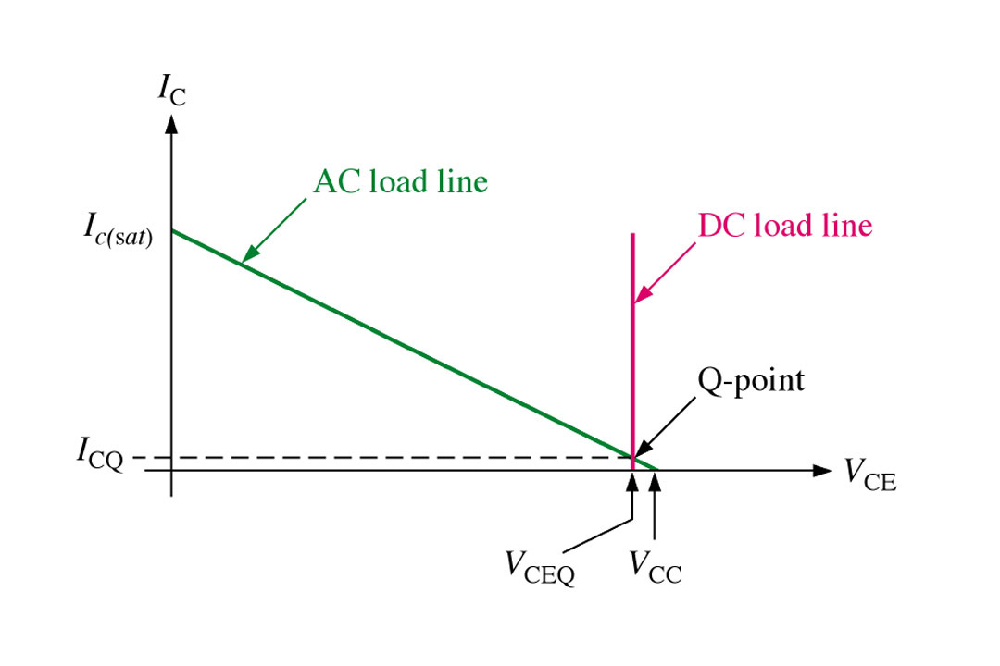 I_C
AC load line
I_c(sat)
DC load line
Q-point
I_CQ
V_CE
V_CEQ
V_CC